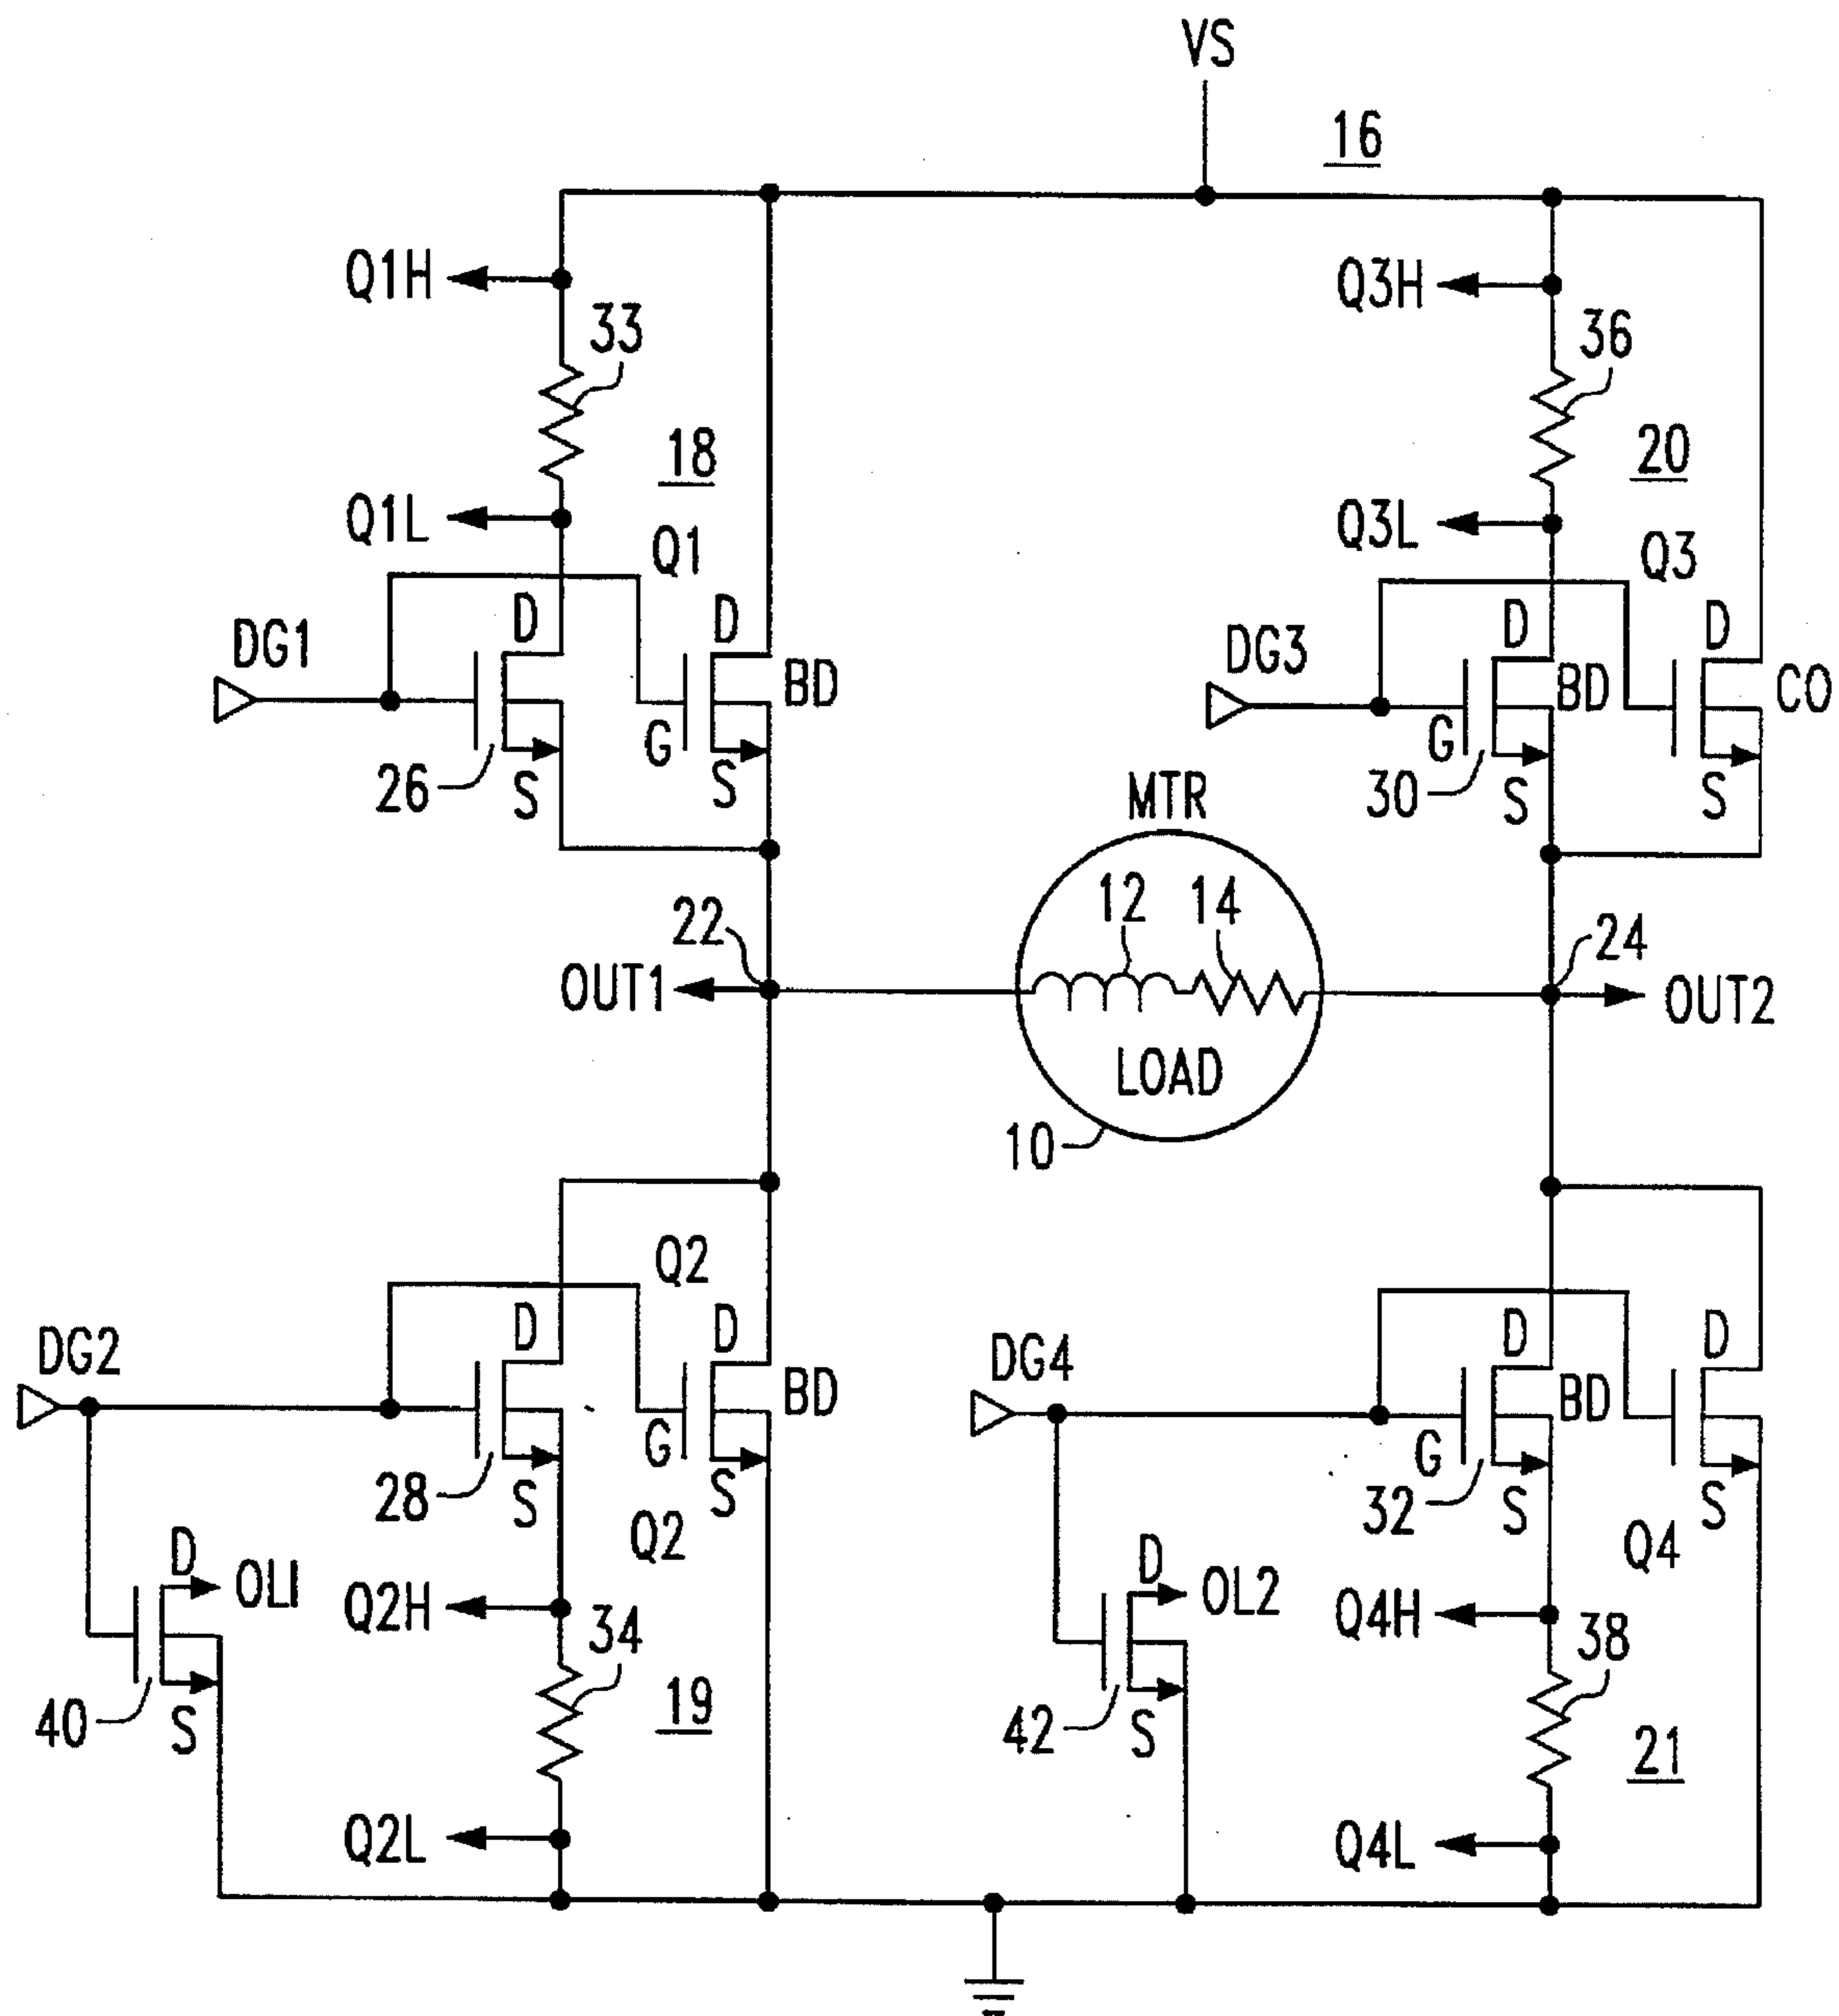 VS
16
Q1H
Q3H
33
36
18
20
Q1L
Q3L
Q1
Q3
D
D
D
D
DG1
DG3
BD
BD
CO
G
G
26
S
S
30
S
S
MTR
12
14
22
24
OUT1
OUT2
LOAD
10
Q2
D
D
D
D
DG2
DG4
BD
BD
G
G
28
S
S
32
S
S
Q2
Q4
D
OL1
D
OL2
Q2H
Q4H
34
38
40
S
19
42
S
21
Q2L
Q4L